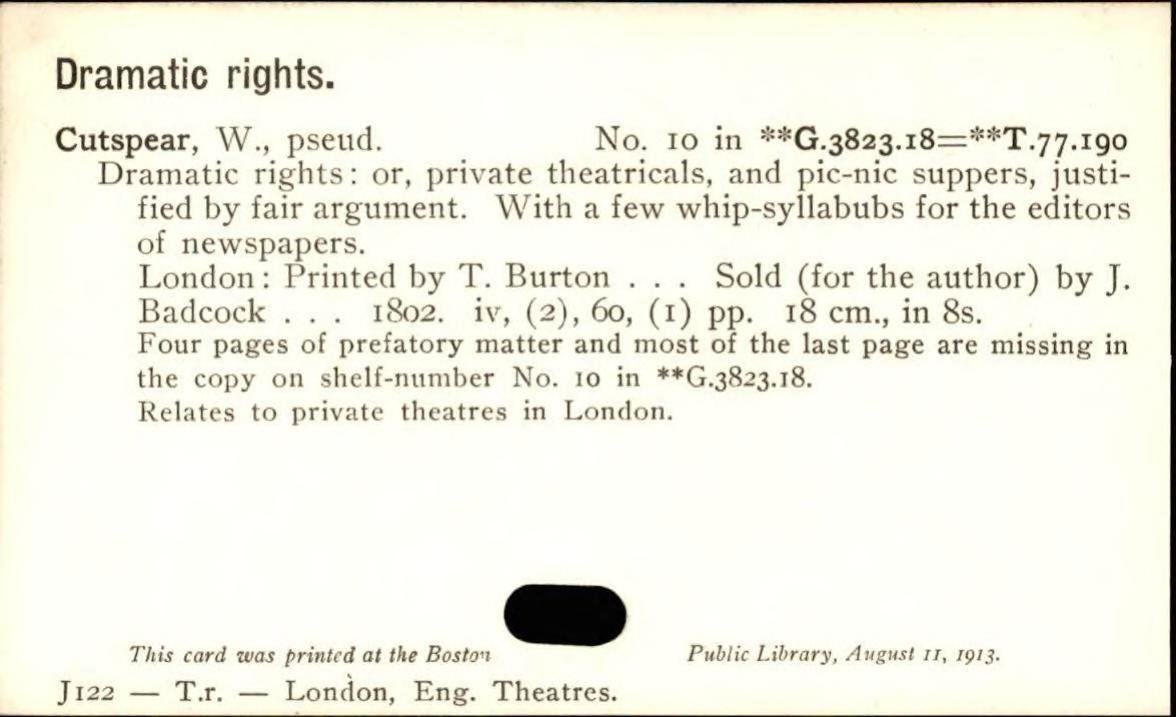 Dramatic rights.
Cutspear, W., pseud. No. 10 in **G.3823.18=**T.77.190
Dramatic rights: or, private theatricals, and pic-nic suppers, justi-
fied by fair argument. With a few whip-syllabubs for the editors
of newspapers.
London: Printed by T. Burton . . . Sold (for the author) by J.
Badcock . . . 1802. iv, (2), 60, (1) pp. 18 cm., in 8s.
Four pages of prefatory matter and most of the last page are missing in
the copy on shelf-number No. 10 in **G.3823.18.
Relates to private theatres in London.
This card was printed at the Boston Public Library, August 11, 1913.
J122 — T.r. — London, Eng. Theatres.